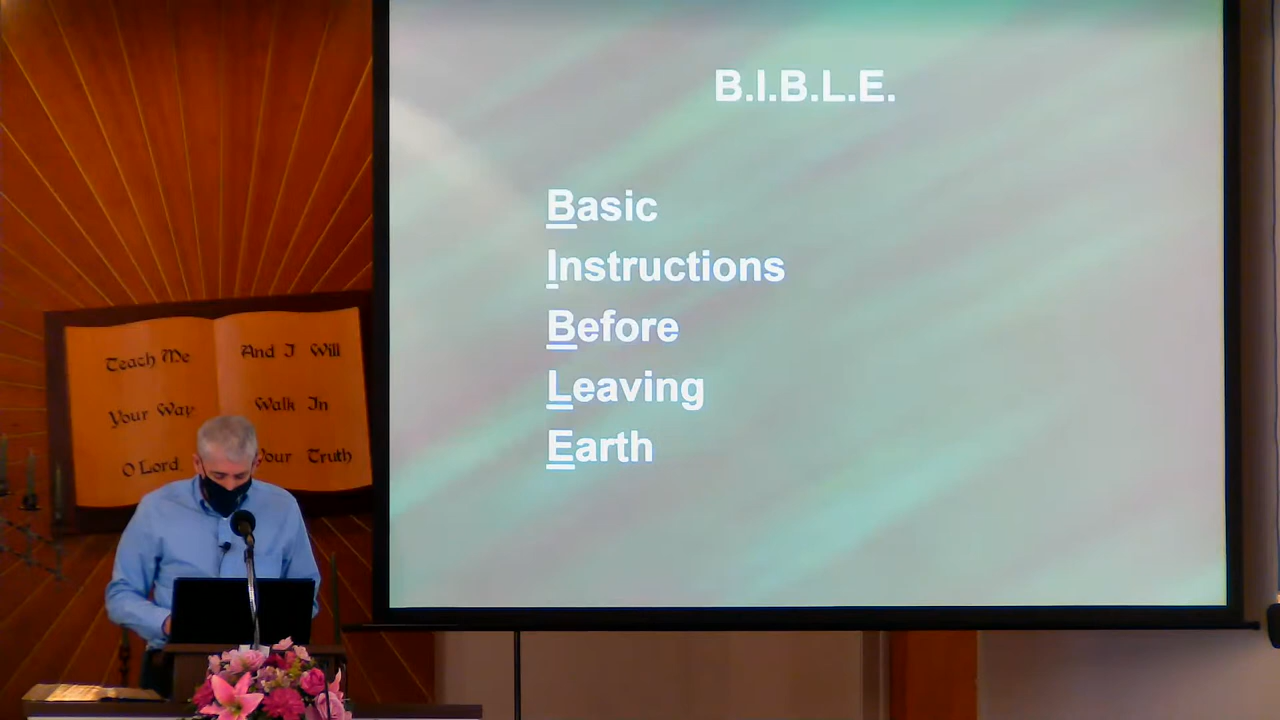 B.I.B.L.E.
Basic
Instructions
Before
Leaving
Earth
Teach Me
Your Way
O Lord
And I Will
Walk In
Your Truth